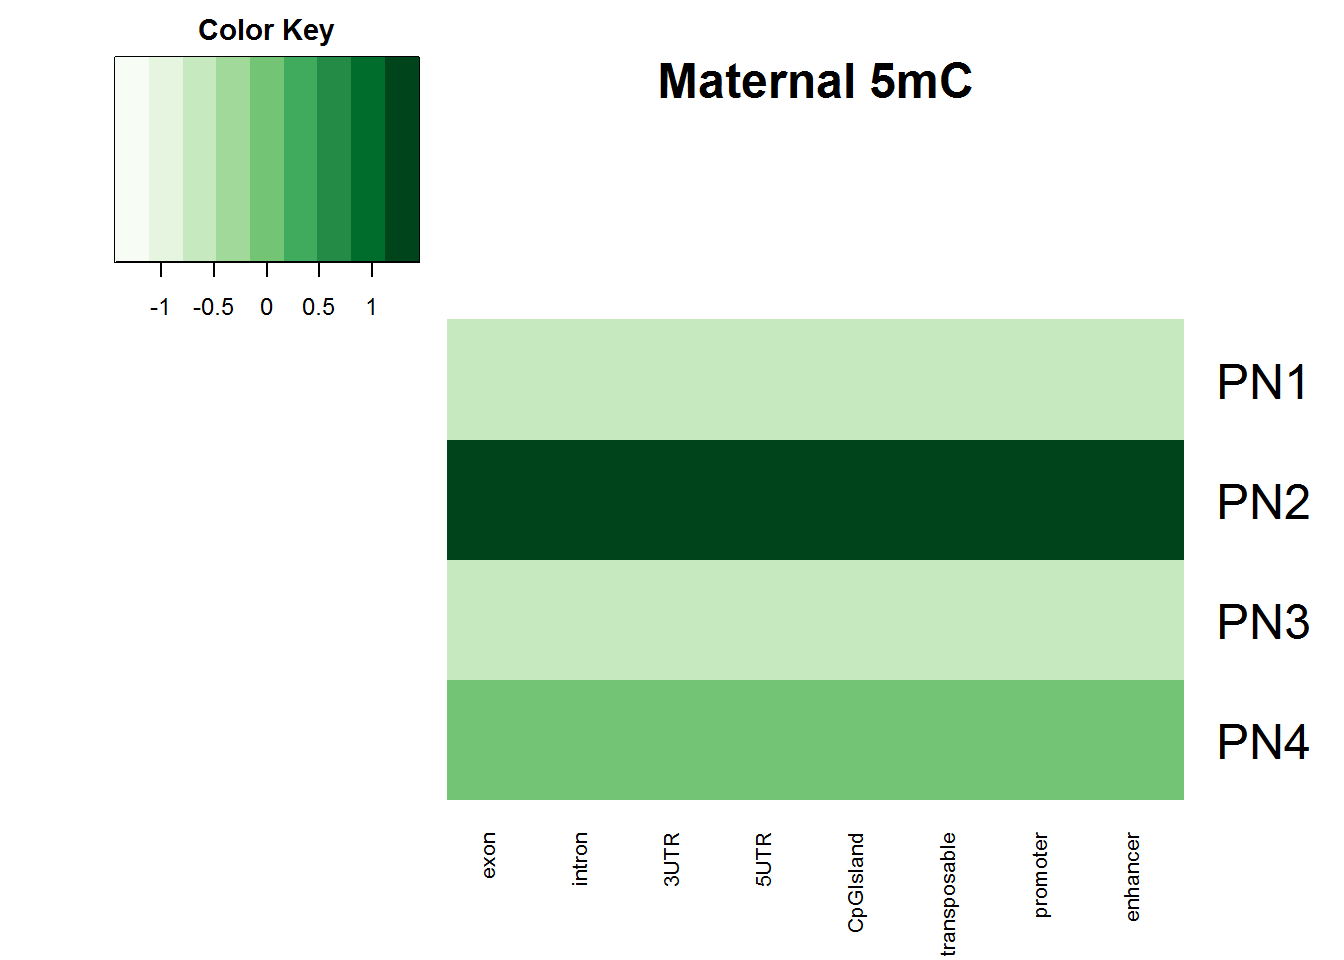 Color Key
Maternal 5mC
-1 -0.5 0 0.5 1
PN1
PN2
PN3
PN4
exon
intron
3UTR
5UTR
CpGIsland
transposable
promoter
enhancer